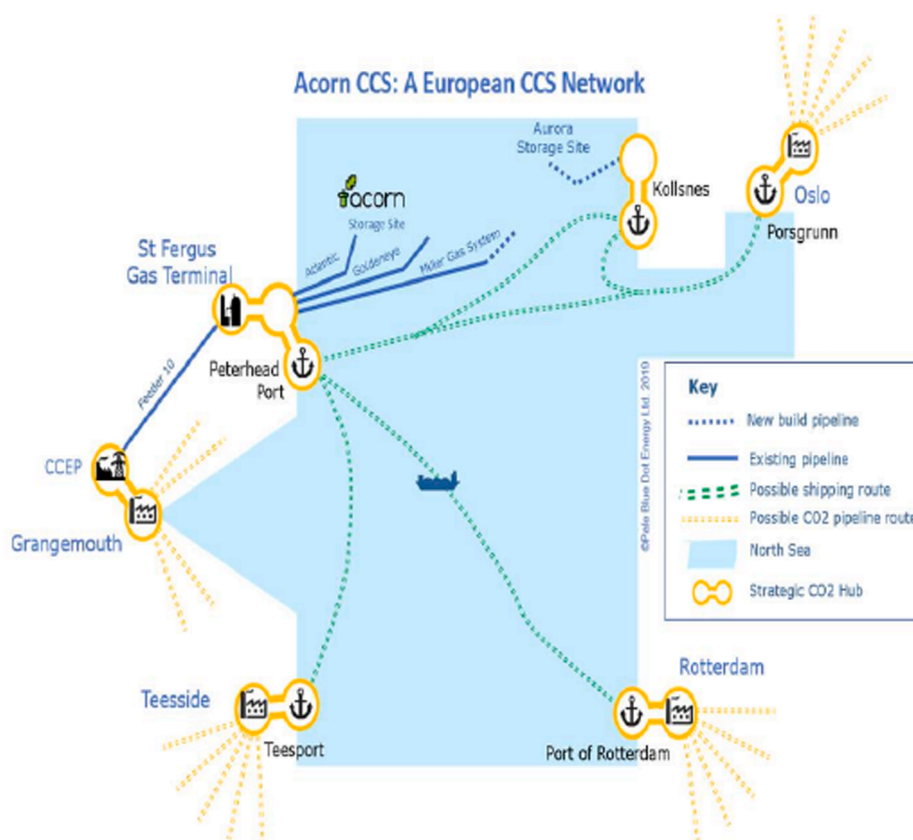 Acorn CCS: A European CCS Network
Aurora
Storage Site
Kollsnes
Oslo
Porsgrunn
acorn
Storage Site
St Fergus
Gas Terminal
Atlantic
Goldeneye
Miller Gas System
Peterhead
Port
Feeder 10
CCEP
Grangemouth
©Pale Blue Dot Energy Ltd. 2019
Key
New build pipeline
Existing pipeline
Possible shipping route
Possible CO2 pipeline route
North Sea
Strategic CO2 Hub
Teesside
Teesport
Rotterdam
Port of Rotterdam